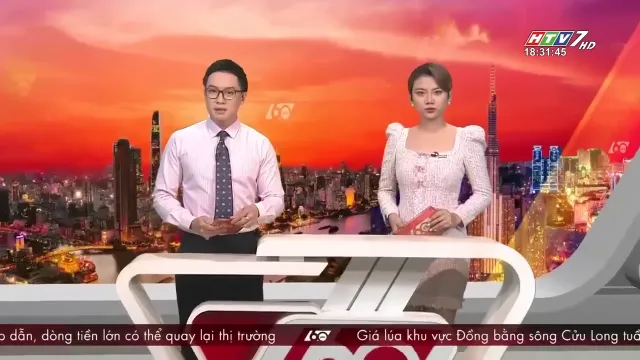 HTV7 HD
18:31:45
p dẫn, dòng tiền lớn có thể quay lại thị trường 60 Giá lúa khu vực Đồng bằng sông Cửu Long tuầ